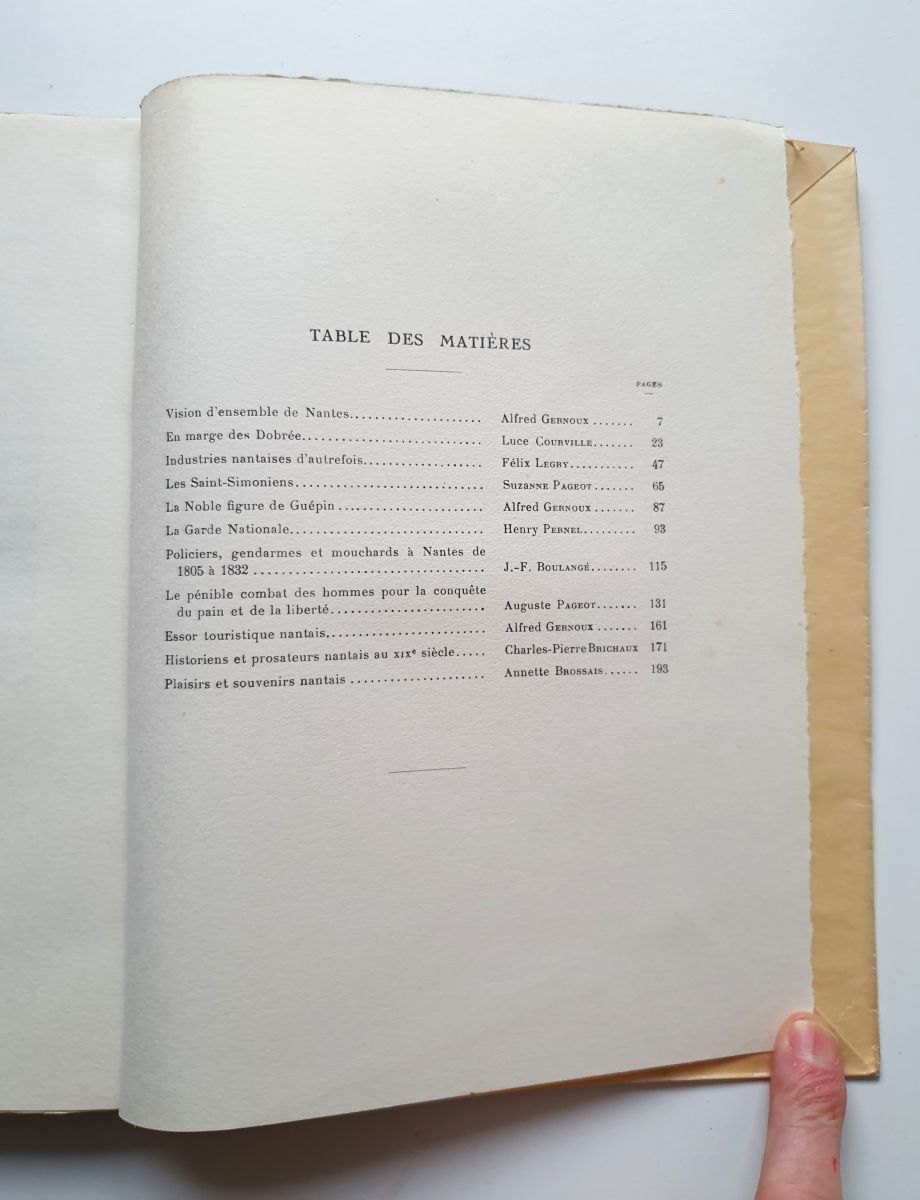 TABLE DES MATIÈRES
PAGES
Vision d'ensemble de Nantes.................... Alfred GERNOUX ....... 7
En marge des Dobrée............................ Luce COURVILLE....... 23
Industries nantaises d'autrefois................... Félix LEGRY........... 47
Les Saint-Simoniens.............................. Suzanne PAGEOT....... 65
La Noble figure de Guépin ....................... Alfred GERNOUX ....... 87
La Garde Nationale............................... Henry PERNEL......... 93
Policiers, gendarmes et mouchards à Nantes de
1805 à 1832 .................................... J.-F. BOULANGÉ........ 115
Le pénible combat des hommes pour la conquête
du pain et de la liberté........................ Auguste PAGEOT....... 131
Essor touristique nantais......................... Alfred GERNOUX ....... 161
Historiens et prosateurs nantais au XIXe siècle..... Charles-Pierre BRICHAUX 171
Plaisirs et souvenirs nantais ..................... Annette BROSSAIS...... 193